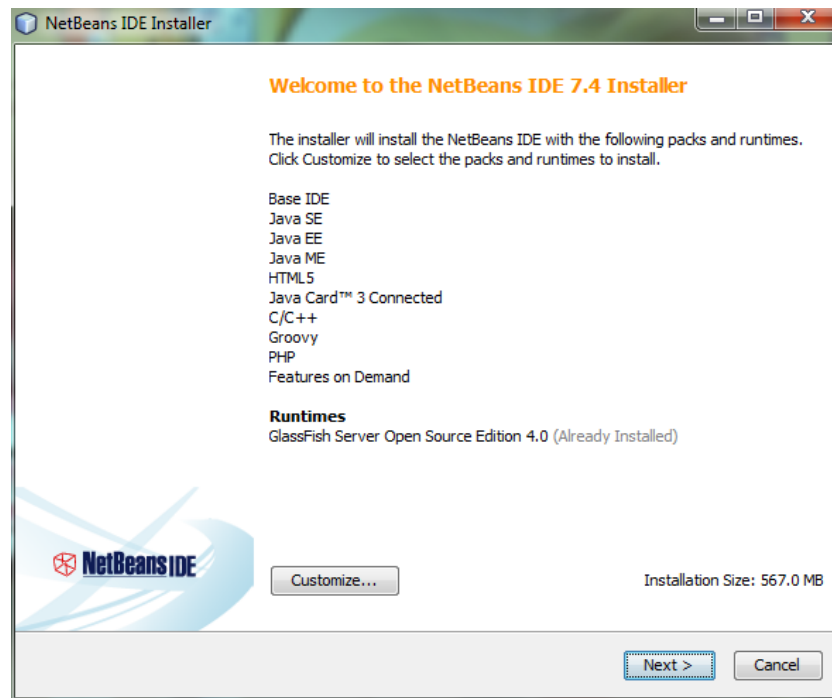 NetBeans IDE Installer
Welcome to the NetBeans IDE 7.4 Installer
The installer will install the NetBeans IDE with the following packs and runtimes.
Click Customize to select the packs and runtimes to install.
Base IDE
Java SE
Java EE
Java ME
HTML5
Java Card™ 3 Connected
C/C++
Groovy
PHP
Features on Demand
Runtimes
GlassFish Server Open Source Edition 4.0 (Already Installed)
NetBeans IDE
Customize...
Installation Size: 567.0 MB
Next >
Cancel